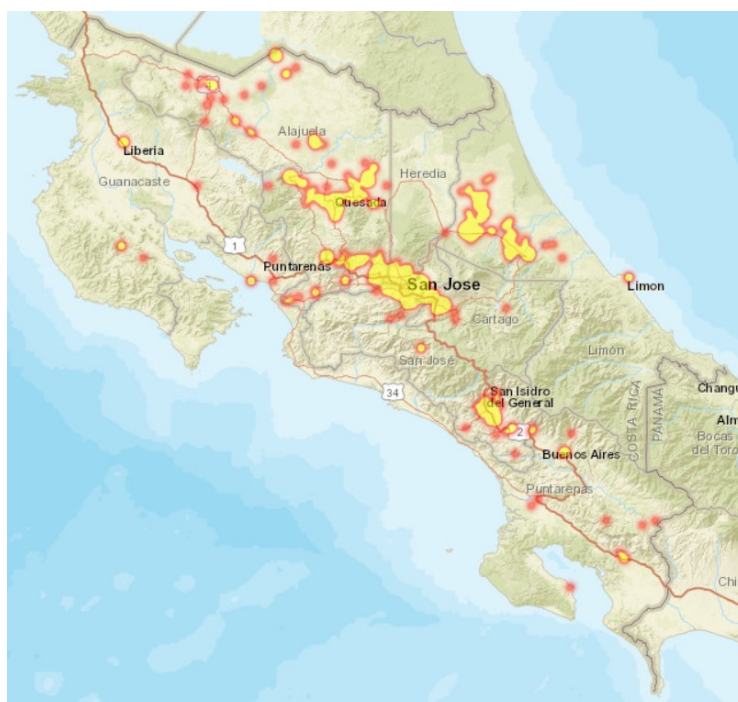 4
Alajuela
Liberia
Guanacaste
Heredia
Quesada
1
Puntarenas
San Jose
Limon
Cartago
Limón
San José
34
San Isidro
del General
COSTA RICA
PANAMA
Changu
Alm
Bocas
del Toro
2
Buenos Aires
Puntarenas
Chi